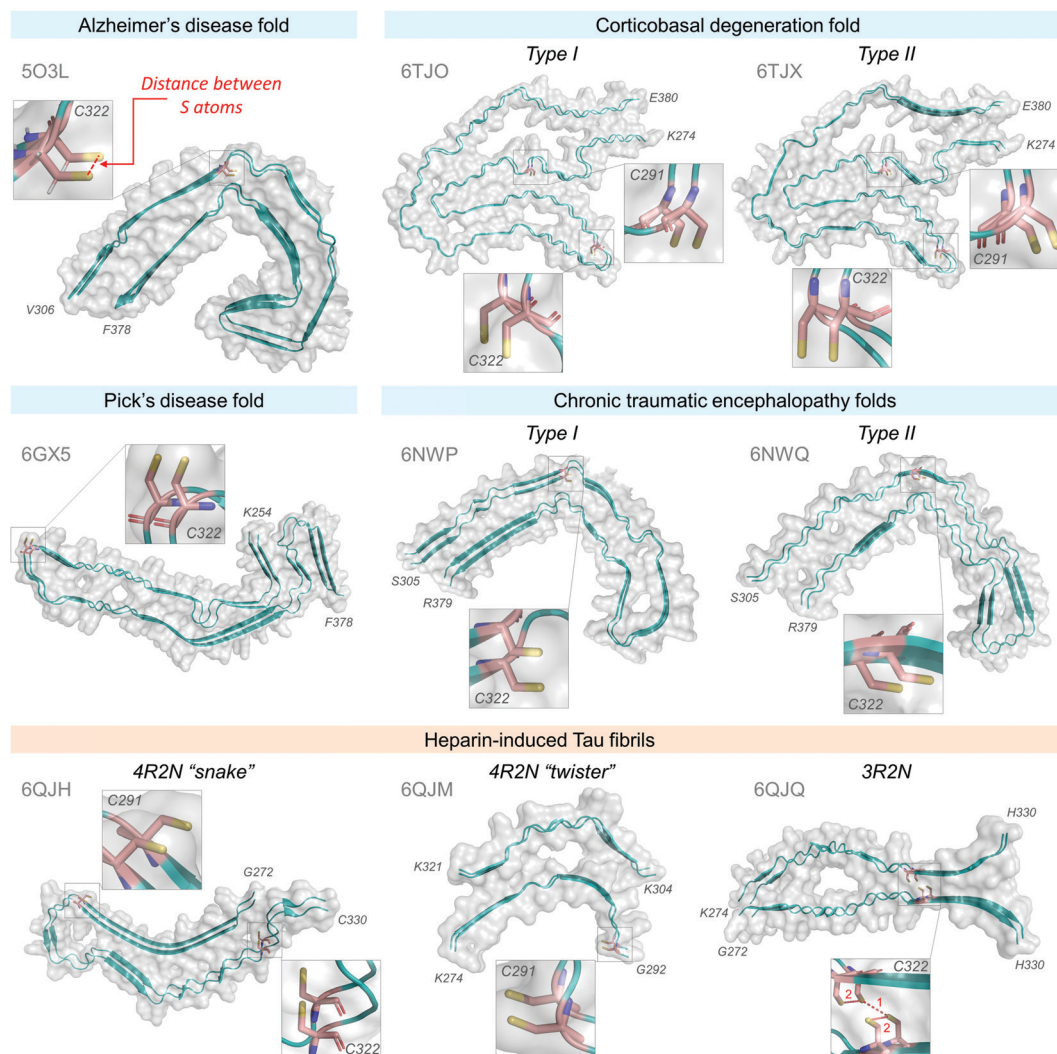 Alzheimer's disease fold
5O3L
Distance between
S atoms
C322
V306
F378
Corticobasal degeneration fold
Type I
6TJO
E380
K274
C291
C322
Type II
6TJX
E380
K274
C291
C322
Pick's disease fold
6GX5
C322
K254
F378
Chronic traumatic encephalopathy folds
Type I
6NWP
S305
R379
C322
Type II
6NWQ
S305
R379
C322
Heparin-induced Tau fibrils
4R2N "snake"
6QJH
C291
G272
C330
C322
4R2N "twister"
6QJM
K321
K304
K274
G292
C291
3R2N
6QJQ
H330
K274
G272
H330
C322
2
1
2